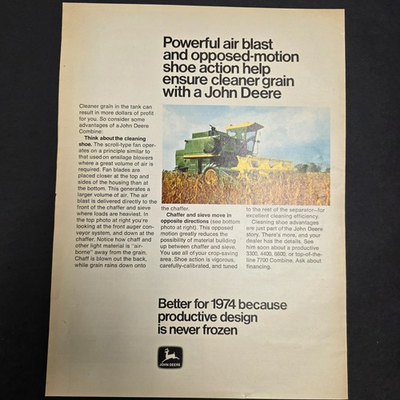 Powerful air blast
and opposed-motion
shoe action help
ensure cleaner grain
with a John Deere
Cleaner grain in the tank can
result in more dollars of profit
for you. So consider some
advantages of a John Deere
Combine:
Think about the cleaning
shoe. The scroll-type fan oper-
ates on a principle similar to
that used on ensilage blowers
where a great volume of air is
required. Fan blades are
placed closer at the top and
sides of the housing than at
the bottom. This generates a
larger volume of air. The air
blast is delivered directly to the
front of the chaffer and sieve
where loads are heaviest. In
the top photo at right you're
looking at the front auger con-
veyor system, and down at the
chaffer. Notice how chaff and
other light material is "air-
borne" away from the grain.
Chaff is blown out the back,
while grain rains down onto
the chaffer.
Chaffer and sieve move in
opposite directions (see bottom
photo at right). This opposed
motion greatly reduces the
possibility of material building
up between chaffer and sieve.
You use all of your crop-saving
area. Shoe action is vigorous,
carefully-calibrated, and tuned
to the rest of the separator—for
excellent cleaning efficiency.
Cleaning shoe advantages
are just part of the John Deere
story. There's more, and your
dealer has the details. See
him soon about a productive
3300, 4400, 6600, or top-of-the-
line 7700 Combine. Ask about
financing.
Better for 1974 because
productive design
is never frozen
JOHN DEERE